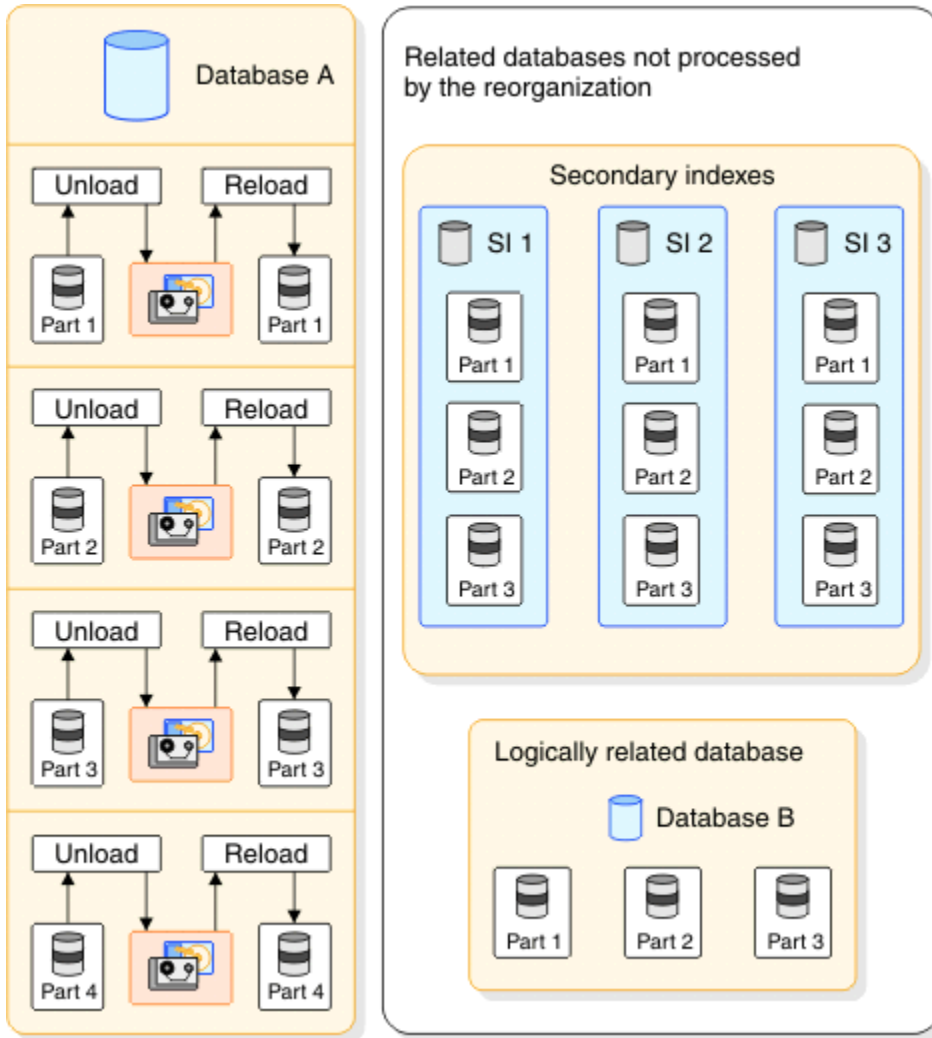 Database A
Unload
Reload
Part 1
Part 1
Unload
Reload
Part 2
Part 2
Unload
Reload
Part 3
Part 3
Unload
Reload
Part 4
Part 4
Related databases not processed
by the reorganization
Secondary indexes
SI 1
Part 1
Part 2
Part 3
SI 2
Part 1
Part 2
Part 3
SI 3
Part 1
Part 2
Part 3
Logically related database
Database B
Part 1
Part 2
Part 3